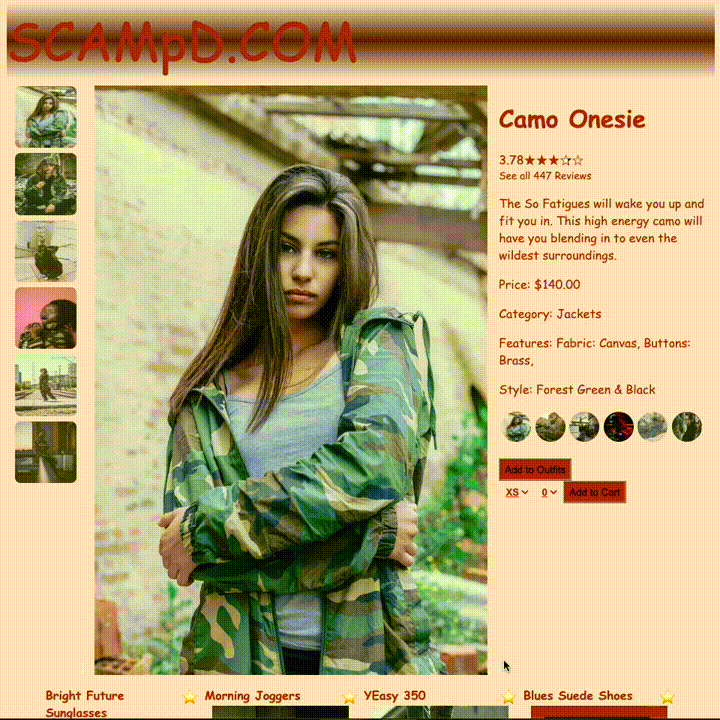 SCAMpD.COM
Camo Onesie
3.78★★★☆☆
See all 447 Reviews
The So Fatigues will wake you up and
fit you in. This high energy camo will
have you blending in to even the
wildest surroundings.
Price: $140.00
Category: Jackets
Features: Fabric: Canvas, Buttons:
Brass,
Style: Forest Green & Black
Add to Outfits
XS 0 Add to Cart
Bright Future Morning Joggers YEasy 350 Blues Suede Shoes
Sunglasses